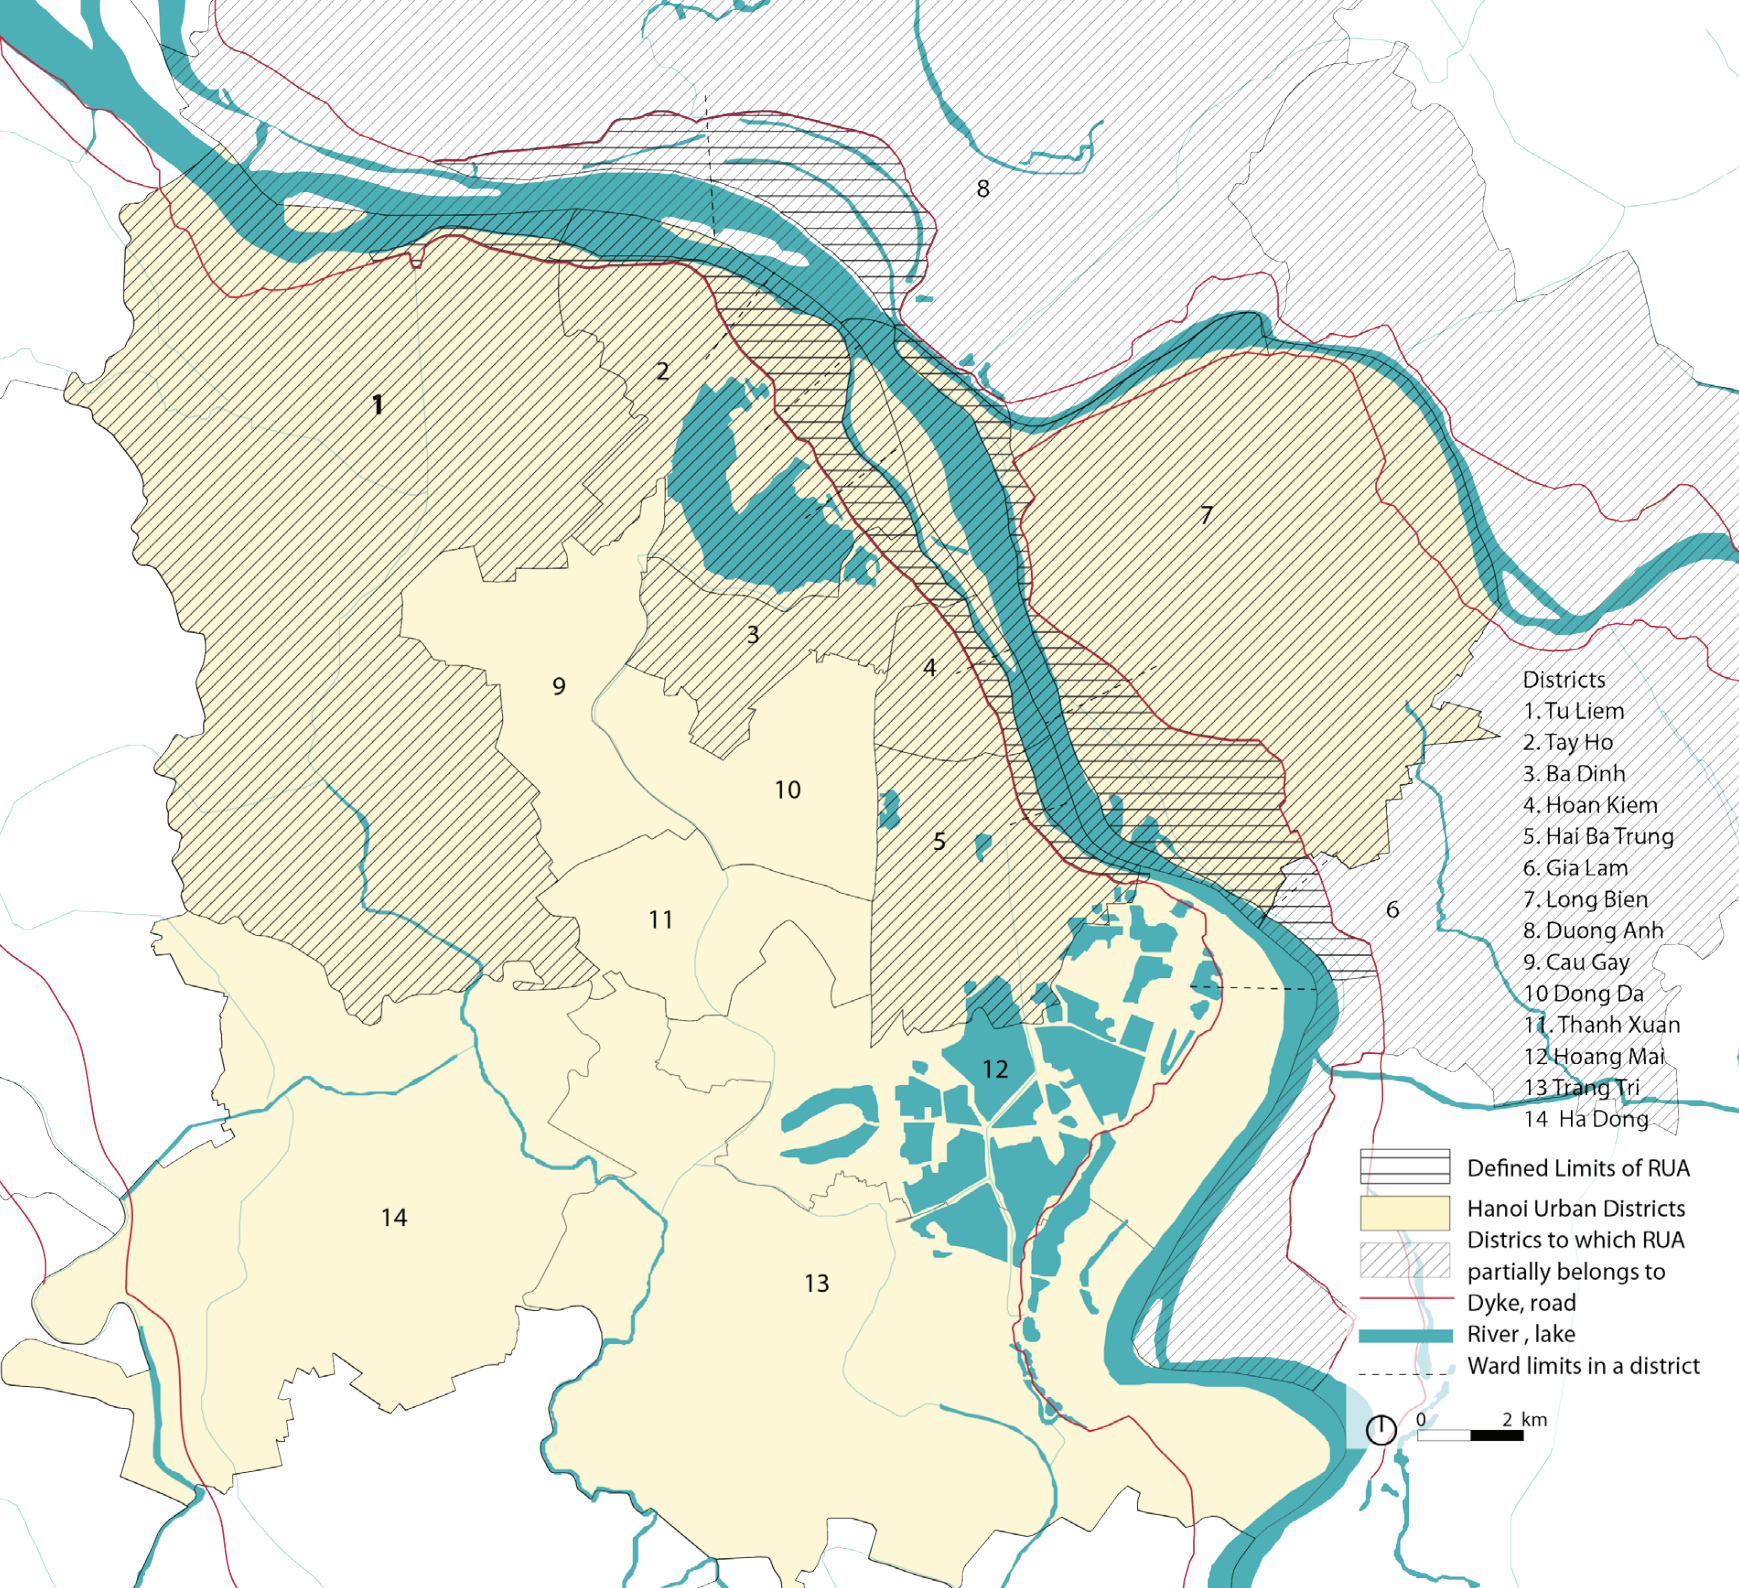 8
2
1
7
3
4
9
10
5
11
6
12
14
13
Districts
1. Tu Liem
2. Tay Ho
3. Ba Dinh
4. Hoan Kiem
5. Hai Ba Trung
6. Gia Lam
7. Long Bien
8. Duong Anh
9. Cau Gay
10 Dong Da
11. Thanh Xuan
12 Hoang Mai
13 Trang Tri
14 Ha Dong
Defined Limits of RUA
Hanoi Urban Districts
Districs to which RUA
partially belongs to
Dyke, road
River , lake
Ward limits in a district
0 2 km